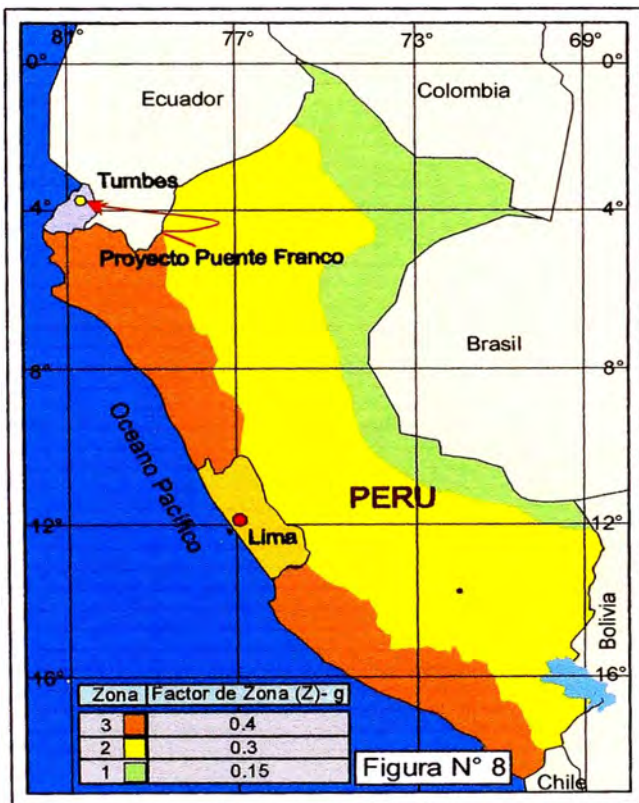 81° 77° 73° 69°
0° 0°
Ecuador
Colombia
Tumbes
4° 4°
Proyecto Puente Franco
Brasil
8° 8°
Oceano Pacifico
PERU
12° 12°
Lima
Bolivia
16° 16°
Zona Factor de Zona (Z)- g
3 0.4
2 0.3
1 0.15
Figura N° 8
Chile